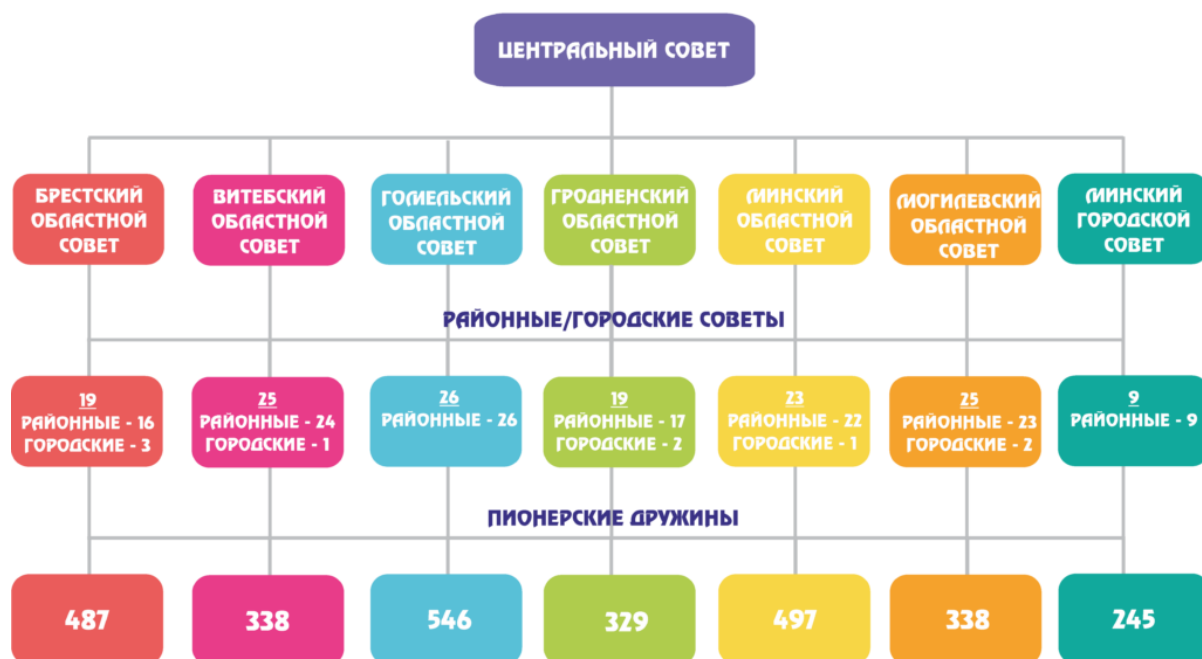 ЦЕНТРАЛЬНЫЙ СОВЕТ
БРЕСТСКИЙ
ОБЛАСТНОЙ
СОВЕТ
ВИТЕБСКИЙ
ОБЛАСТНОЙ
СОВЕТ
ГОМЕЛЬСКИЙ
ОБЛАСТНОЙ
СОВЕТ
ГРОДНЕНСКИЙ
ОБЛАСТНОЙ
СОВЕТ
МИНСКИЙ
ОБЛАСТНОЙ
СОВЕТ
МОГИЛЕВСКИЙ
ОБЛАСТНОЙ
СОВЕТ
МИНСКИЙ
ГОРОДСКОЙ
СОВЕТ
РАЙОННЫЕ/ГОРОДСКИЕ СОВЕТЫ
19
РАЙОННЫЕ - 16
ГОРОДСКИЕ - 3
25
РАЙОННЫЕ - 24
ГОРОДСКИЕ - 1
26
РАЙОННЫЕ - 26
19
РАЙОННЫЕ - 17
ГОРОДСКИЕ - 2
23
РАЙОННЫЕ - 22
ГОРОДСКИЕ - 1
25
РАЙОННЫЕ - 23
ГОРОДСКИЕ - 2
9
РАЙОННЫЕ - 9
ПИОНЕРСКИЕ ДРУЖИНЫ
487
338
546
329
497
338
245